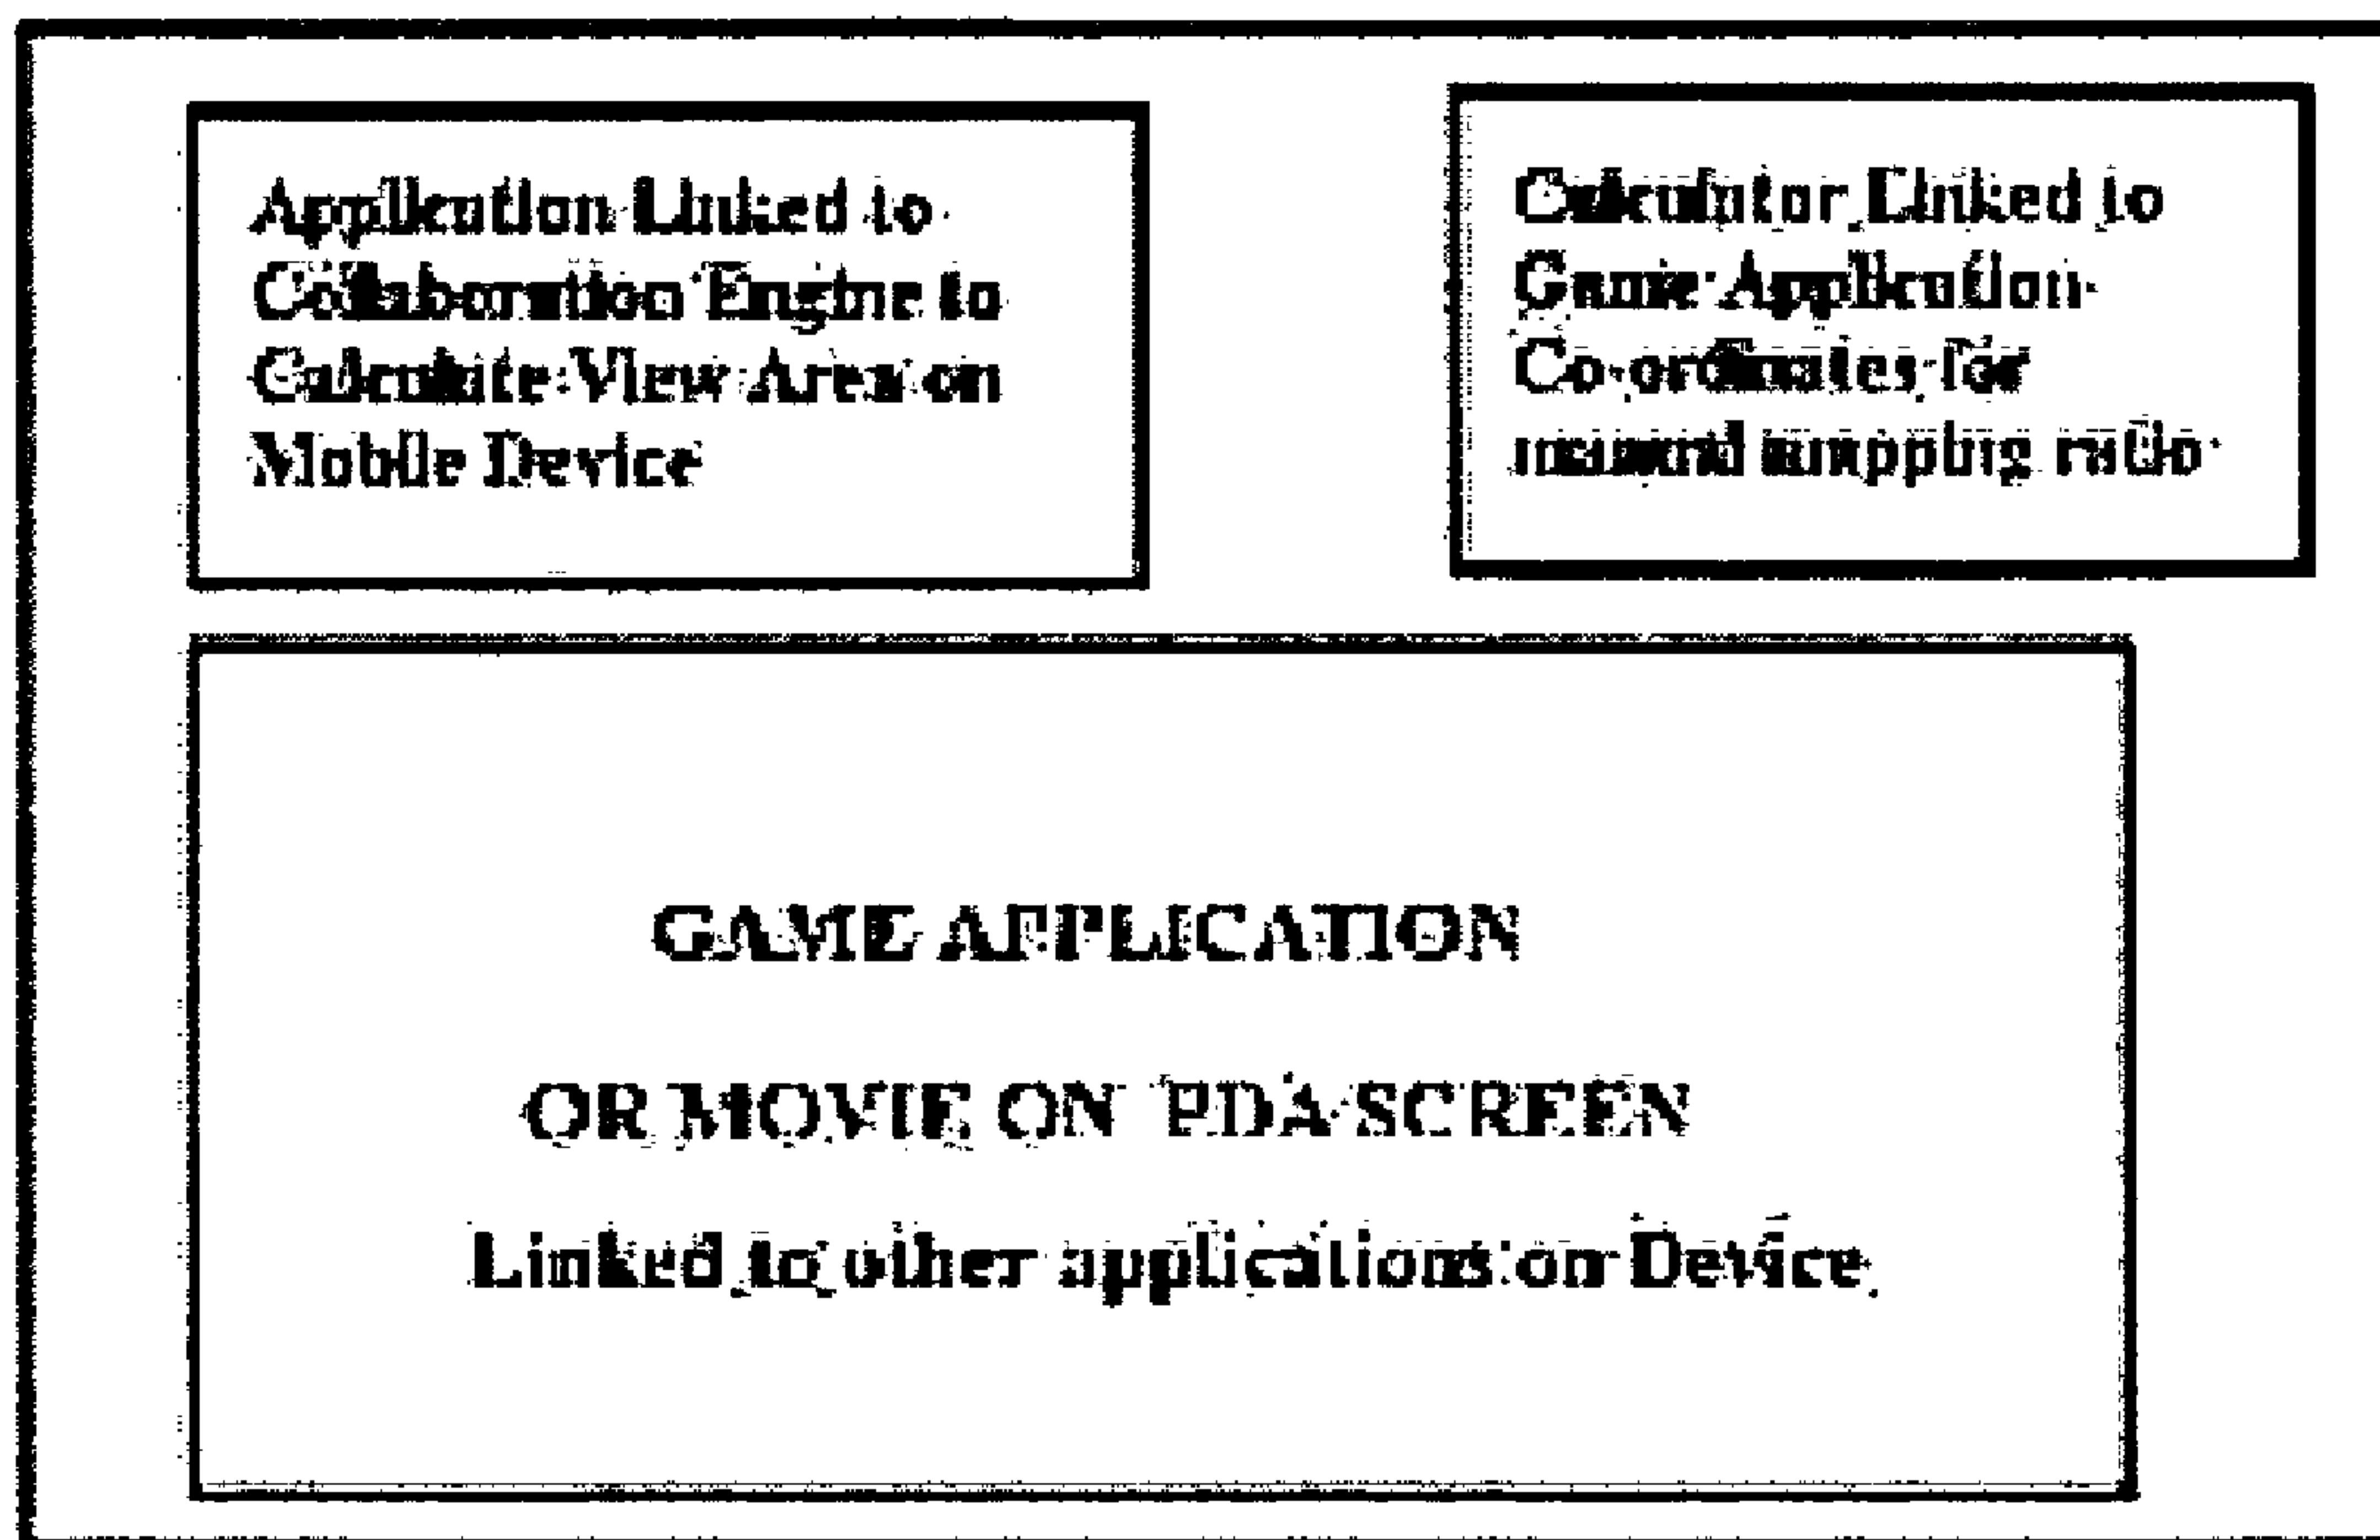 Application Linked to
Collaboration Engine to
Calculate View Area on
Mobile Device
Calculator Linked to
Game Application
Co-ordinates for
mapping ratio
GAME APPLICATION
OR MOVIE ON PDA SCREEN
Linked to other applications on Device